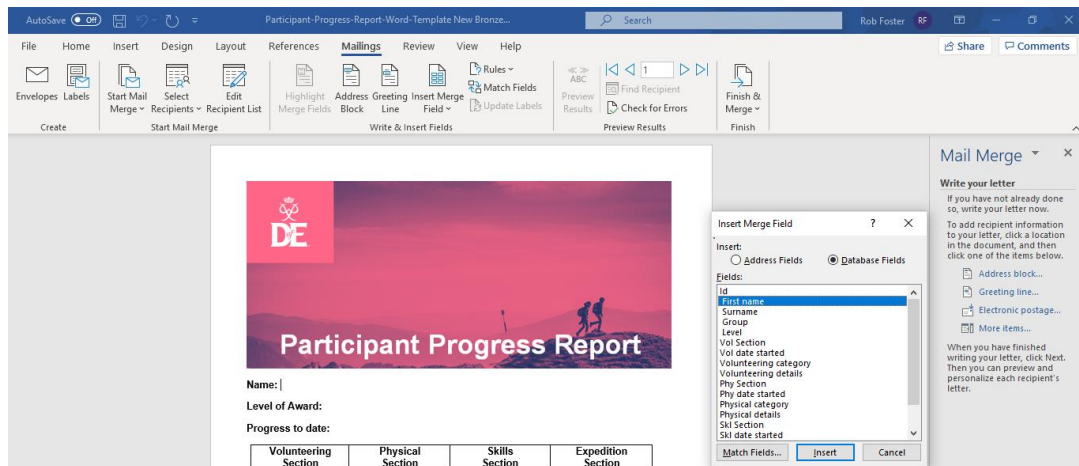 AutoSave Off Participant-Progress-Report-Word-Template New Bronze... Search Rob Foster RF
File Home Insert Design Layout References Mailings Review View Help Share Comments
Envelopes Labels
Create
Start Mail Merge Select Recipients Edit Recipient List
Start Mail Merge
Highlight Merge Fields Address Block Greeting Line Insert Merge Field
Rules
Match Fields
Update Labels
Write & Insert Fields
ABC
Preview Results
1
Find Recipient
Check for Errors
Preview Results
Finish & Merge
Finish
DofE
Participant Progress Report
Name:
Level of Award:
Progress to date:
Volunteering Section Physical Section Skills Section Expedition Section
Insert Merge Field ?
Insert:
Address Fields Database Fields
Fields:
Id
First name
Surname
Group
Level
Vol Section
Vol date started
Volunteering category
Volunteering details
Phy Section
Phy date started
Physical category
Physical details
Skl Section
Skl date started
Match Fields... Insert Cancel
Mail Merge
Write your letter
If you have not already done
so, write your letter now.
To add recipient information
to your letter, click a location
in the document, and then
click one of the items below.
Address block...
Greeting line...
Electronic postage...
More items...
When you have finished
writing your letter, click Next.
Then you can preview and
personalize each recipient's
letter.